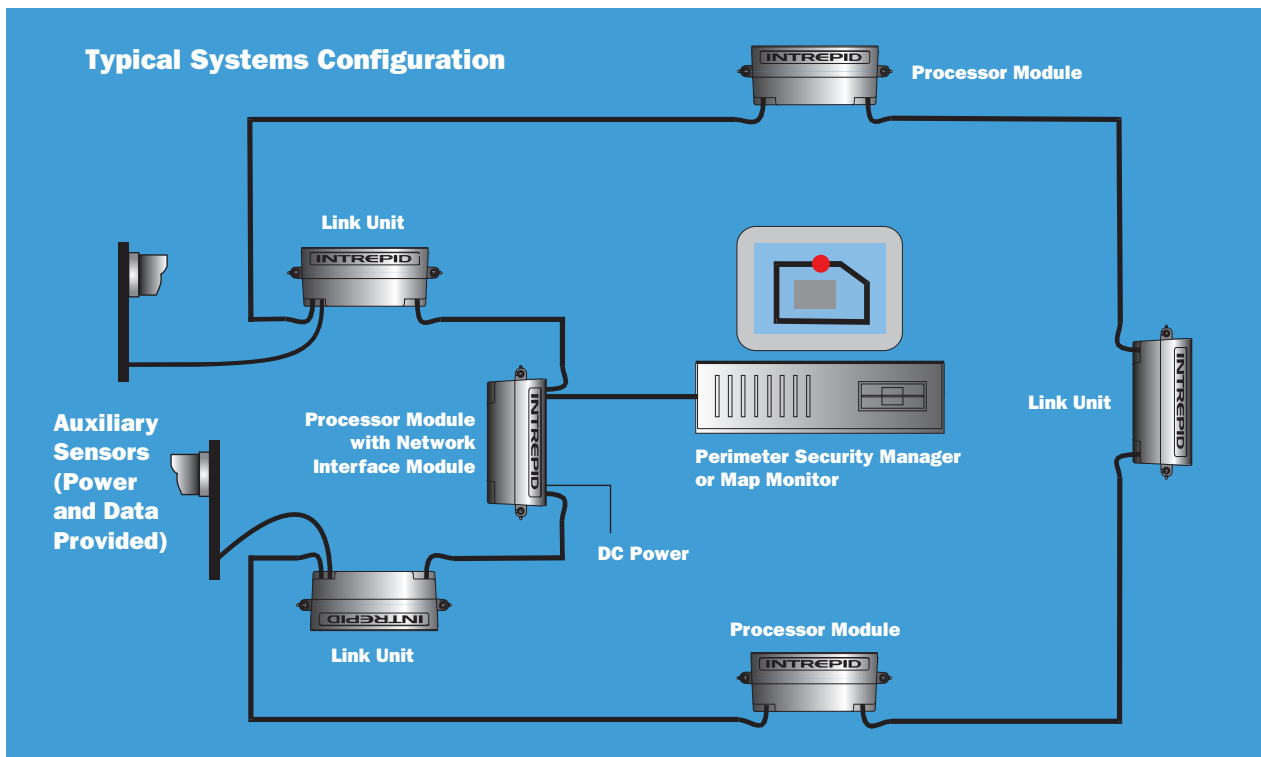 Typical Systems Configuration
INTREPID
Processor Module
Link Unit
INTREPID
Auxiliary
Sensors
(Power
and Data
Provided)
Processor Module
with Network
Interface Module
INTREPID
Perimeter Security Manager
or Map Monitor
DC Power
Link Unit
INTREPID
INTREPID
Link Unit
Processor Module
INTREPID